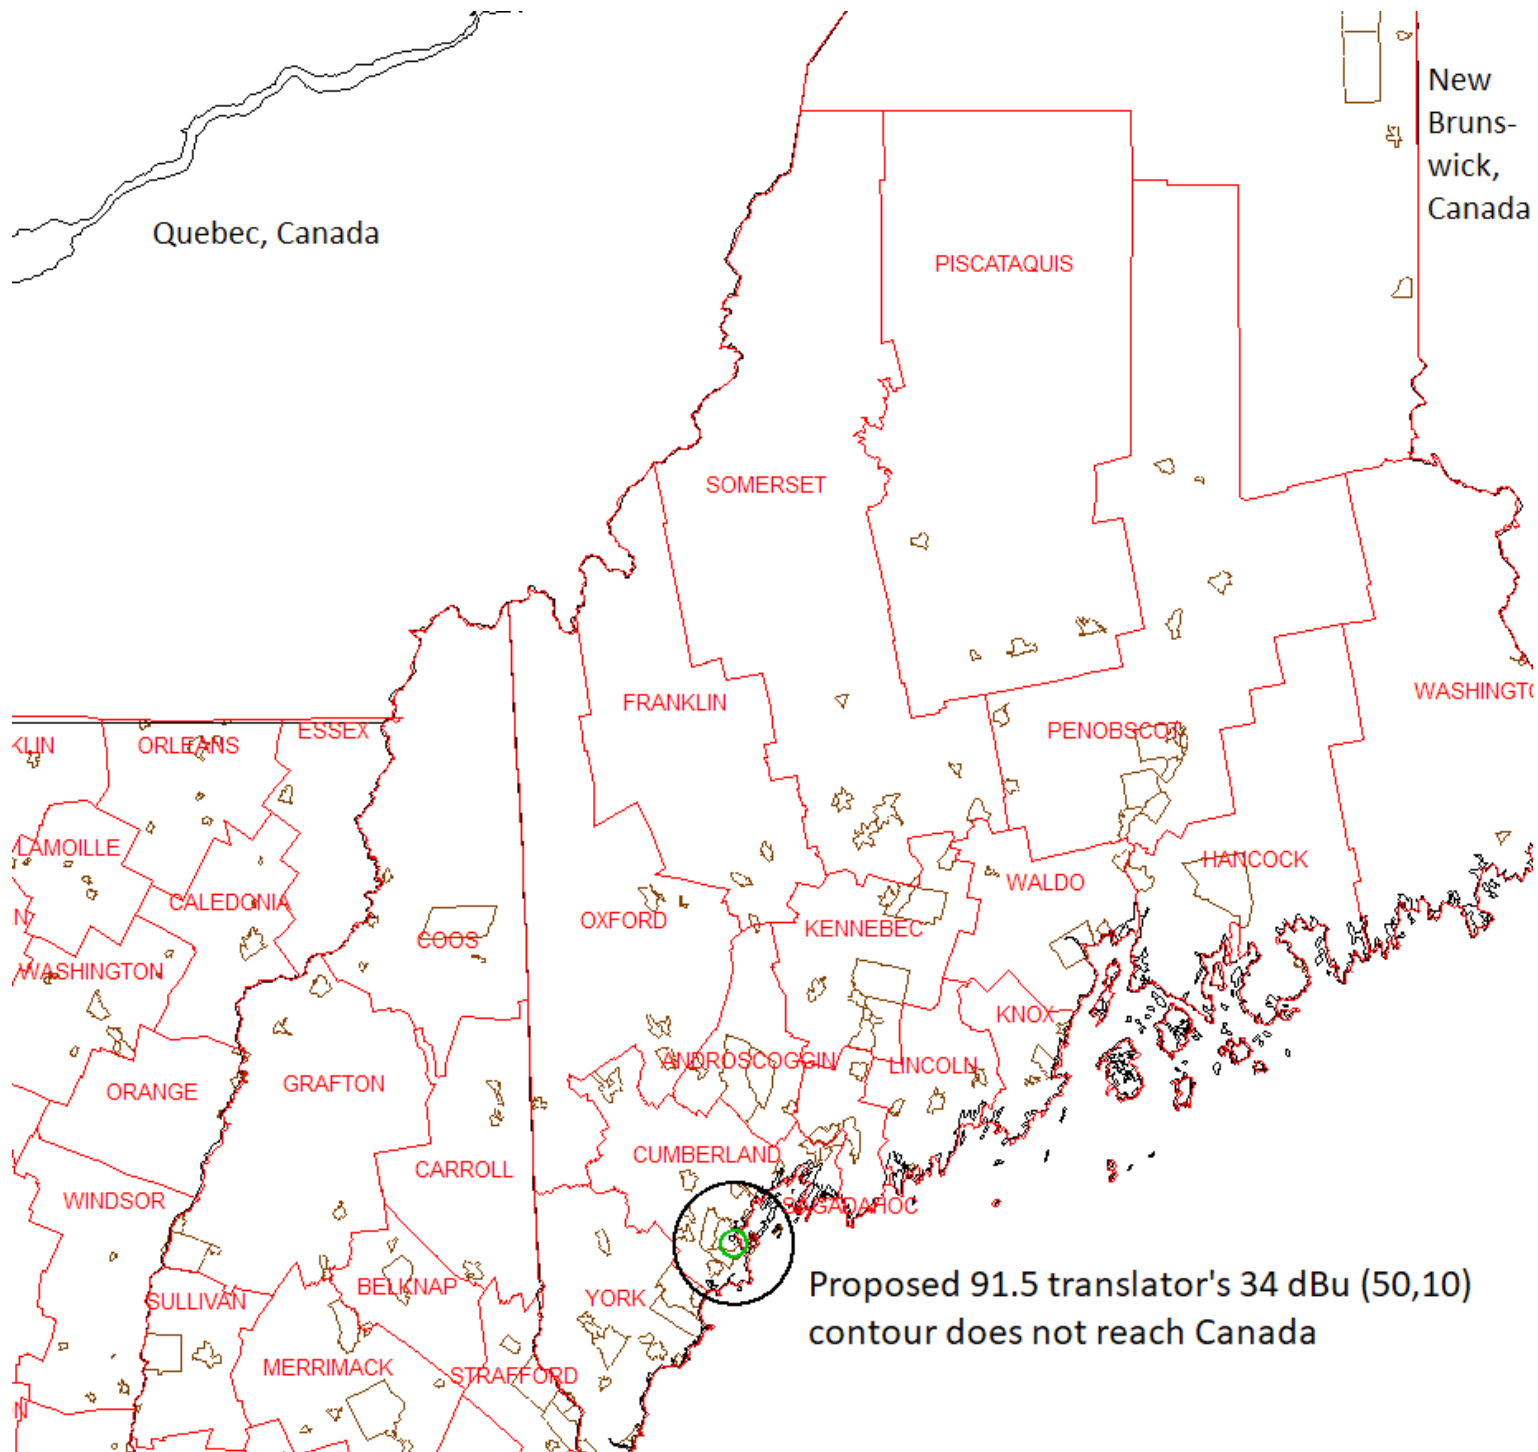 New
Bruns-
wick,
Canada
Quebec, Canada
PISCATAQUIS
SOMERSET
WASHINGTO
FRANKLIN
PENOBSCOT
ESSEX
KLIN
ORLEANS
LAMOILLE
HANCOCK
WALDO
CALEDONIA
N
OXFORD
KENNEBEC
COOS
WASHINGTON
KNOX
ANDROSCOGGIN
LINCOLN
GRAFTON
ORANGE
CUMBERLAND
CARROLL
WINDSOR
SAGADAHOC
BELKNAP
YORK
SULLIVAN
Proposed 91.5 translator's 34 dBu (50,10)
contour does not reach Canada
MERRIMACK
STRAFFORD
N